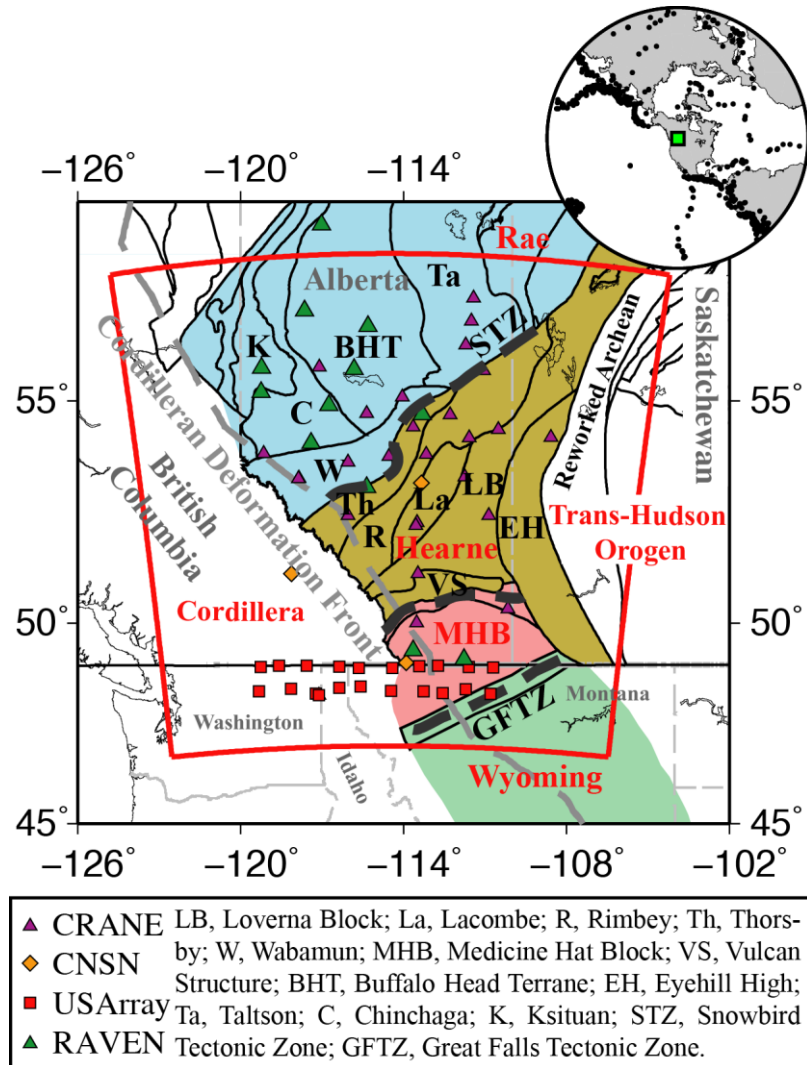 −126° −120° −114°
Rae
Alberta
Ta
STZ
K
BHT
C
W
Th
La
LB
R
EH
Hearne
VS
MHB
GFTZ
Wyoming
Cordilleran Deformation Front
British
Columbia
Cordillera
Reworked Archean
Saskatchewan
Trans-Hudson
Orogen
Washington
Idaho
Montana
55°
50°
45°
55°
50°
45°
−126° −120° −114° −108° −102°
CRANE
CNSN
USArray
RAVEN
LB, Loverna Block; La, Lacombe; R, Rimbey; Th, Thors-
by; W, Wabamun; MHB, Medicine Hat Block; VS, Vulcan
Structure; BHT, Buffalo Head Terrane; EH, Eyehill High;
Ta, Taltson; C, Chinchaga; K, Ksituan; STZ, Snowbird
Tectonic Zone; GFTZ, Great Falls Tectonic Zone.